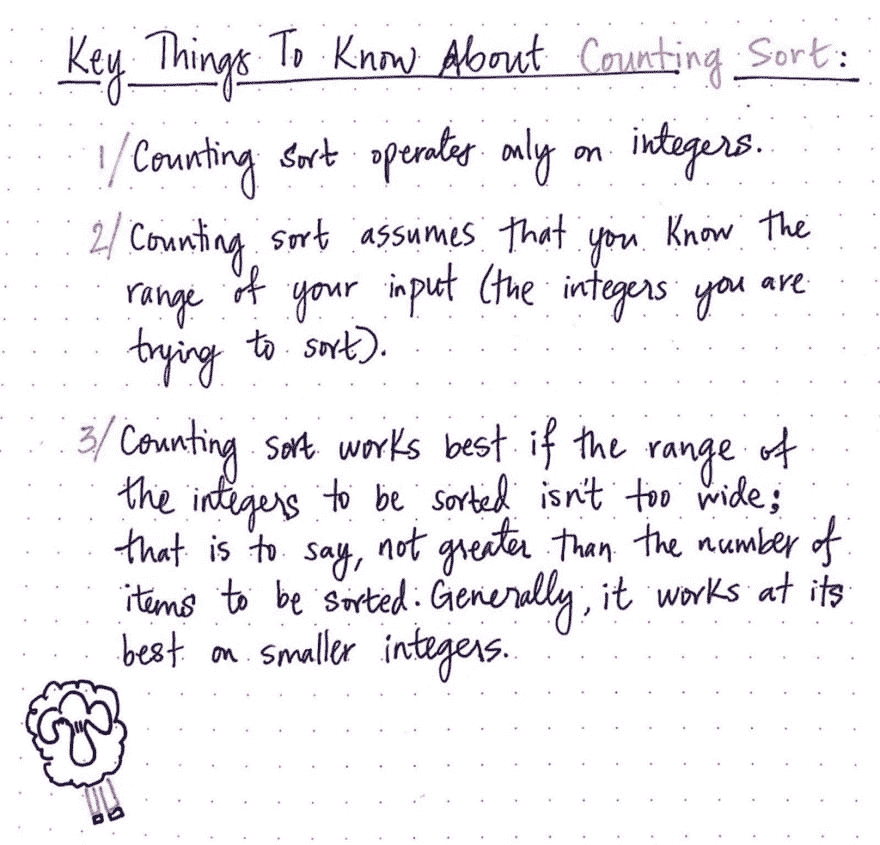 Key Things To Know About Counting Sort:
1/ Counting sort operates only on integers.
2/ Counting sort assumes that you know the
range of your input (the integers you are
trying to sort).
3/ Counting sort works best if the range of
the integers to be sorted isn't too wide;
that is to say, not greater than the number of
items to be sorted. Generally, it works at its
best on smaller integers.